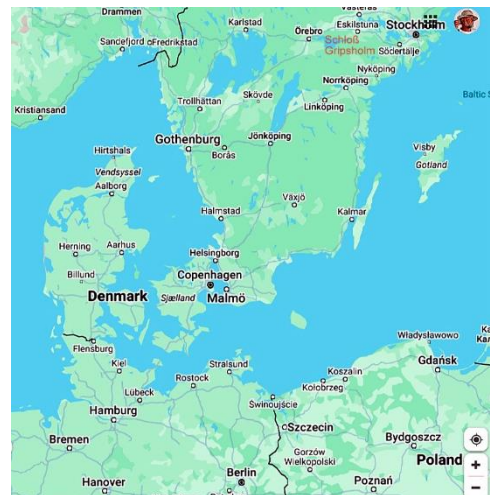 Västerås
Drammen
Karlstad
Örebro
Eskilstuna
Stockholm
Sandefjord
Fredrikstad
Schloß
Gripsholm
Södertälje
Nyköping
Norrköping
Kristiansand
Trollhättan
Skövde
Linköping
Baltic
Gothenburg
Jönköping
Borås
Hirtshals
Visby
Gotland
Vendsyssel
Aalborg
Växjö
Halmstad
Kalmar
Herning
Aarhus
Helsingborg
Billund
Copenhagen
Denmark
Sjælland
Malmö
Flensburg
Władysławowo
Kiel
Stralsund
Gdańsk
Rostock
Koszalin
Kołobrzeg
Lübeck
Świnoujście
Hamburg
Szczecin
Bydgoszcz
Bremen
Gorzów
Wielkopolski
Poland
Berlin
Poznań
Hanover
+
−